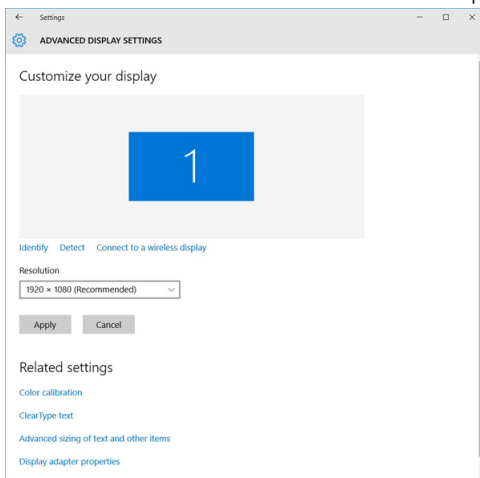 Settings
ADVANCED DISPLAY SETTINGS
Customize your display
1
Identify Detect Connect to a wireless display
Resolution
1920 × 1080 (Recommended)
Apply Cancel
Related settings
Color calibration
ClearType text
Advanced sizing of text and other items
Display adapter properties